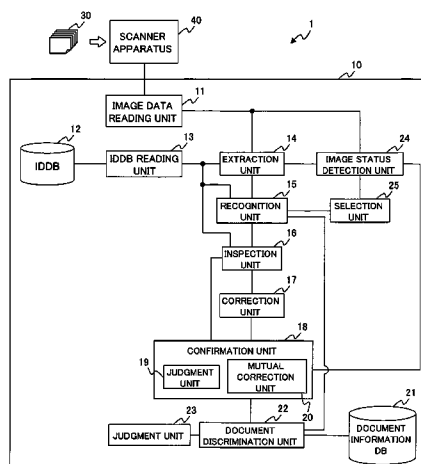 30
40
SCANNER
APPARATUS
1
10
11
IMAGE DATA
READING UNIT
12
IDDB
13
IDDB READING
UNIT
14
EXTRACTION
UNIT
24
IMAGE STATUS
DETECTION UNIT
15
RECOGNITION
UNIT
25
SELECTION
UNIT
16
INSPECTION
UNIT
17
CORRECTION
UNIT
18
CONFIRMATION UNIT
19
JUDGMENT
UNIT
MUTUAL
CORRECTION
UNIT
20
21
DOCUMENT
INFORMATION
DB
22
DOCUMENT
DISCRIMINATION UNIT
23
JUDGMENT UNIT